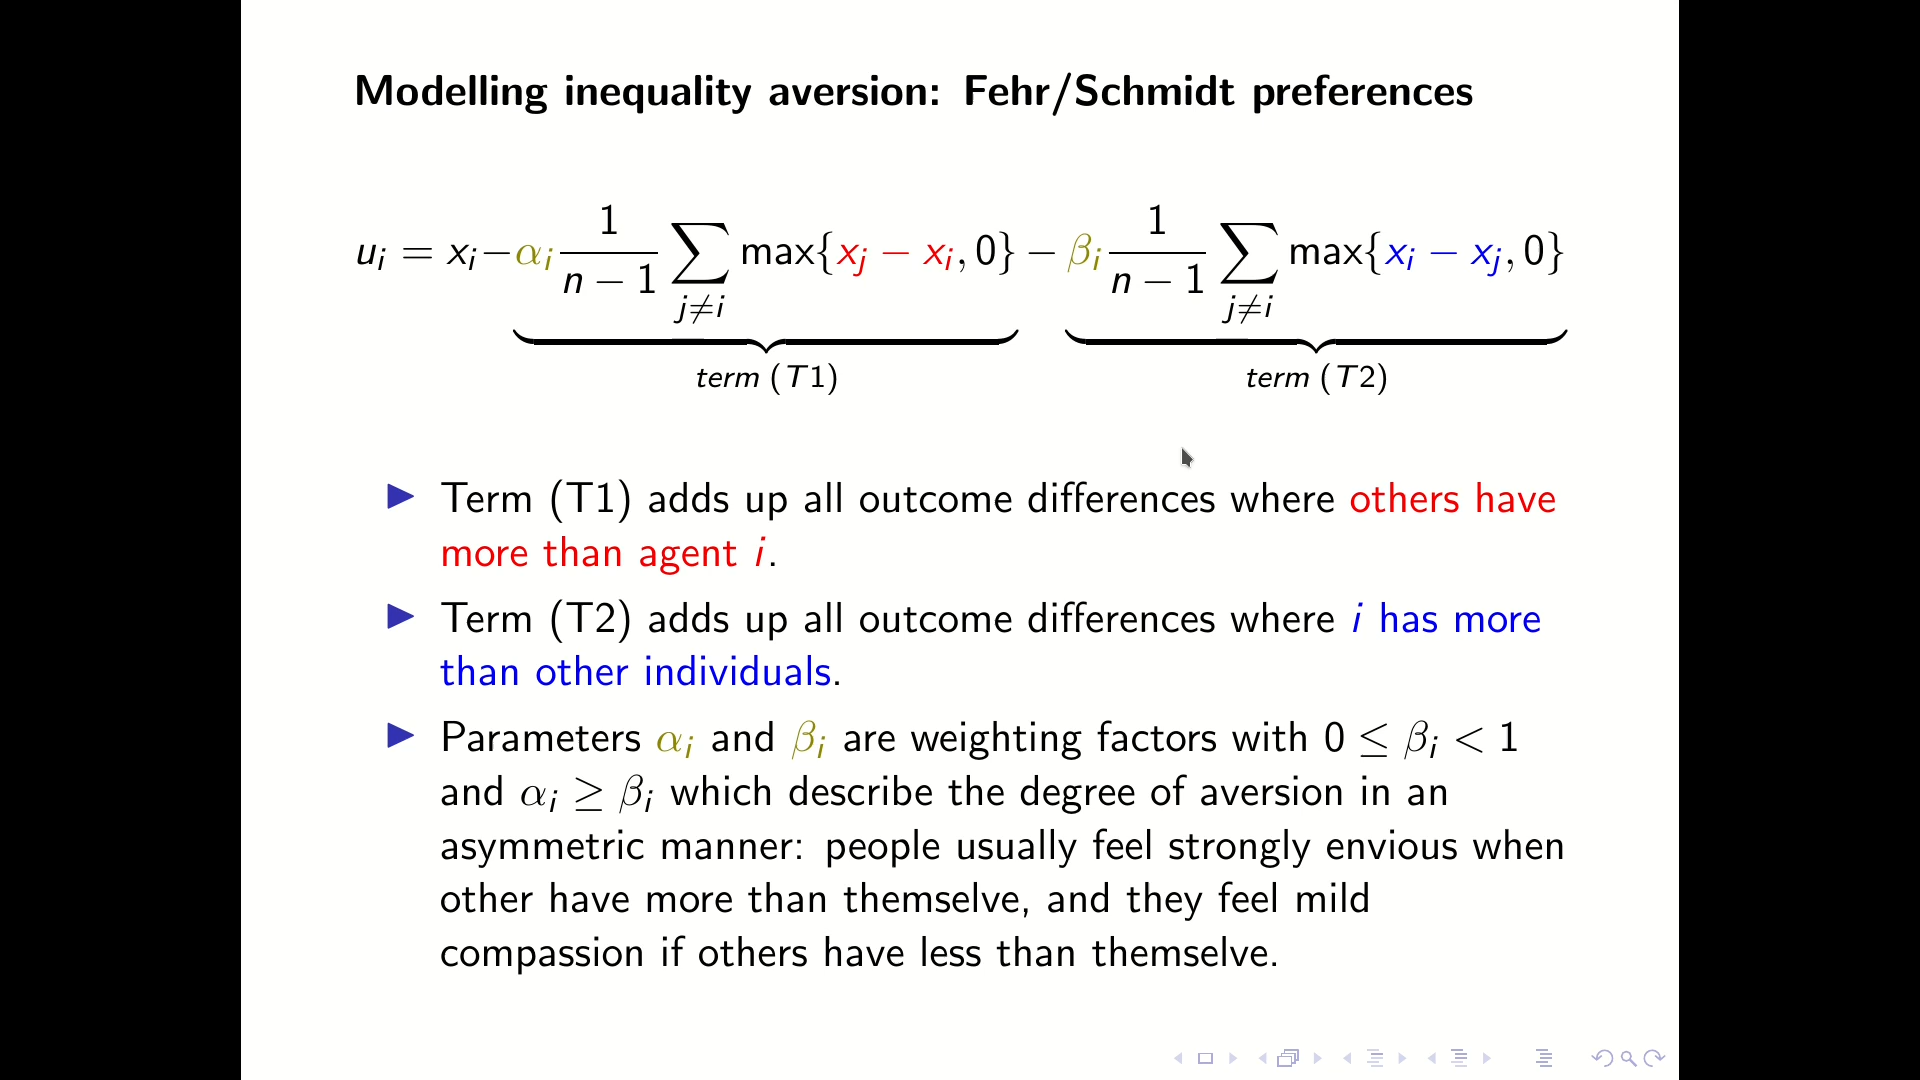 Modelling inequality aversion: Fehr/Schmidt preferences
u_i = x_i − α_i \frac{1}{n − 1} \sum_{j≠i} max{x_j − x_i, 0} − β_i \frac{1}{n − 1} \sum_{j≠i} max{x_i − x_j, 0}
term (T1) term (T2)
Term (T1) adds up all outcome differences where others have
more than agent i.
Term (T2) adds up all outcome differences where i has more
than other individuals.
Parameters α_i and β_i are weighting factors with 0 ≤ β_i < 1
and α_i ≥ β_i which describe the degree of aversion in an
asymmetric manner: people usually feel strongly envious when
other have more than themselve, and they feel mild
compassion if others have less than themselve.